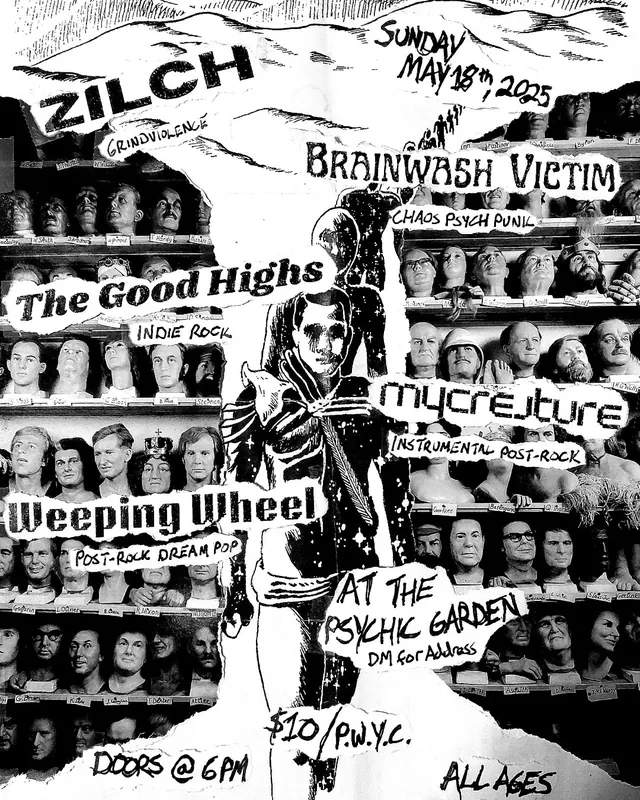 SUNDAY
MAY 18th, 2025
ZILCH
GRINDVIOLENCE
BRAINWASH VICTIM
CHAOS PSYCH PUNK
The Good Highs
INDIE ROCK
mycreature
INSTRUMENTAL POST-ROCK
Weeping Wheel
POST-ROCK DREAM POP
AT THE
PSYCHIC GARDEN
DM for Address
$10/P.W.Y.C.
DOORS @ 6PM
ALL AGES